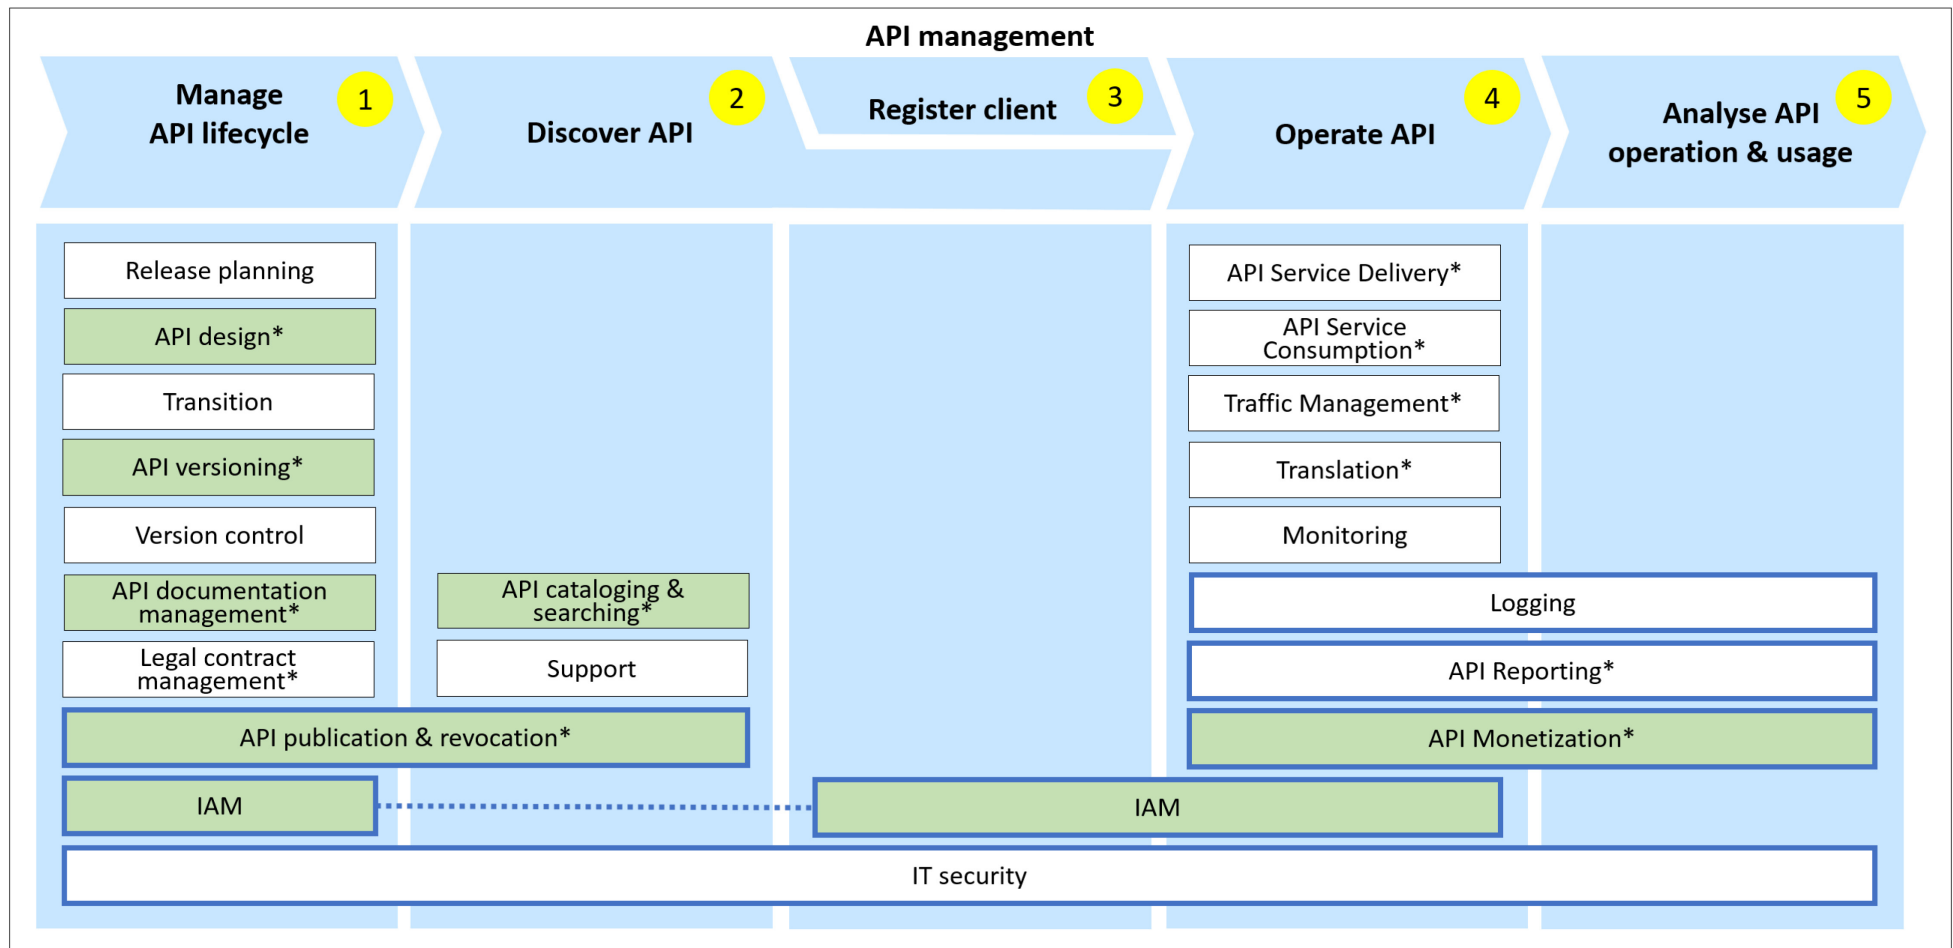 API management
Manage
API lifecycle
1
Discover API
2
Register client
3
Operate API
4
Analyse API
operation & usage
5
Release planning
API design*
Transition
API versioning*
Version control
API documentation
management*
Legal contract
management*
API cataloging &
searching*
Support
API publication & revocation*
API Service Delivery*
API Service
Consumption*
Traffic Management*
Translation*
Monitoring
Logging
API Reporting*
API Monetization*
IAM
IAM
IT security